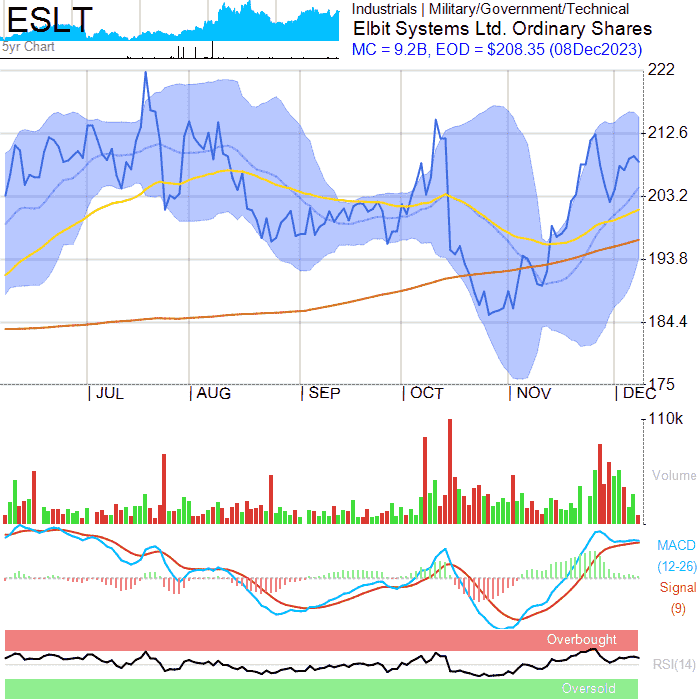 ESLT
5yr Chart
Industrials | Military/Government/Technical
Elbit Systems Ltd. Ordinary Shares
MC = 9.2B, EOD = $208.35 (08Dec2023)
222
212.6
203.2
193.8
184.4
175
JUL AUG SEP OCT NOV DEC
110k
Volume
MACD
(12-26)
Signal
(9)
Overbought
RSI(14)
Oversold